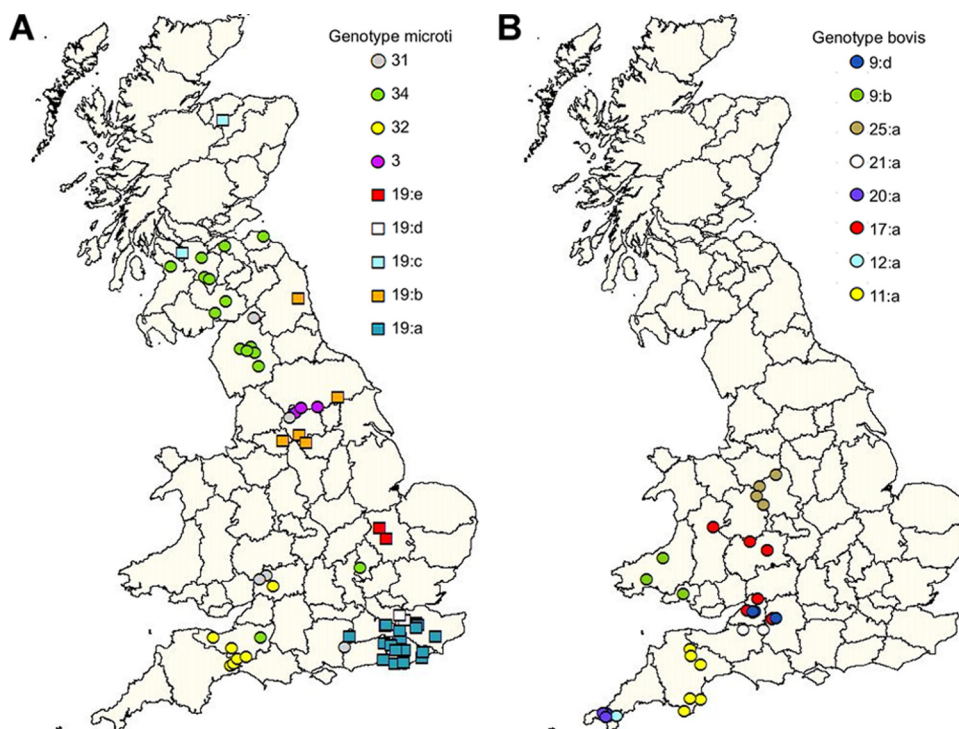 A
Genotype microti
31
34
32
3
19:e
19:d
19:c
19:b
19:a
B
Genotype bovis
9:d
9:b
25:a
21:a
20:a
17:a
12:a
11:a